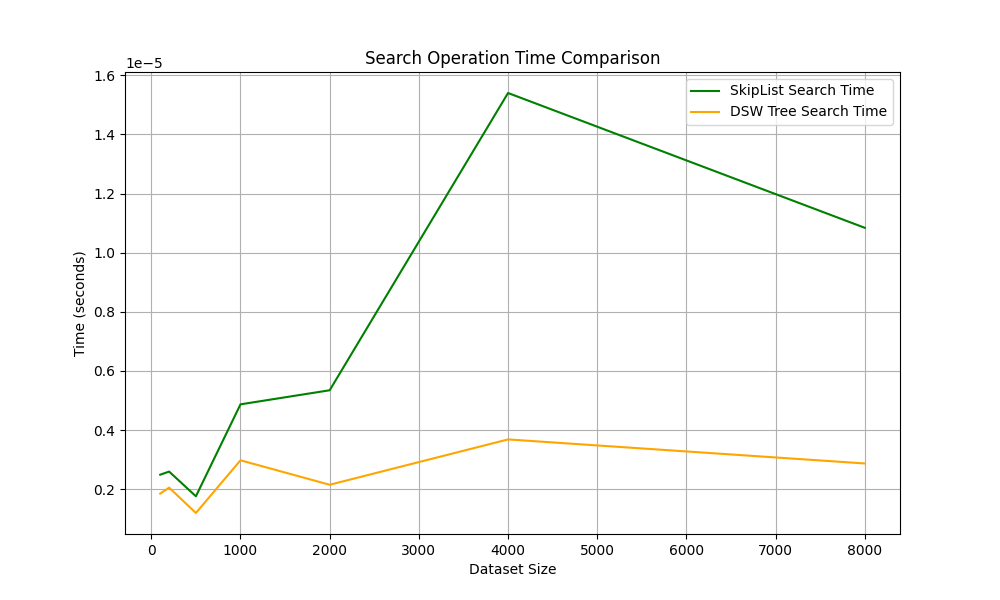 Search Operation Time Comparison
1e−5
SkipList Search Time
DSW Tree Search Time
1.6
1.4
1.2
1.0
0.8
0.6
0.4
0.2
Time (seconds)
0 1000 2000 3000 4000 5000 6000 7000 8000
Dataset Size